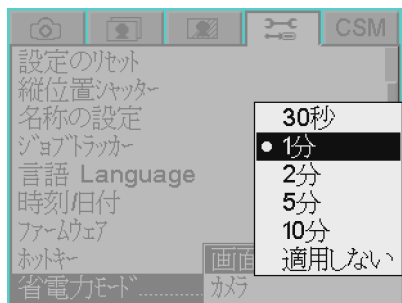 CSM
設定のリセット
縦位置シャッター
名称の設定
ジョブトラッカー
言語 Language
時刻/日付
ファームウェア
ホットキー
省電力モード
画面
カメラ
30秒
1分
2分
5分
10分
適用しない